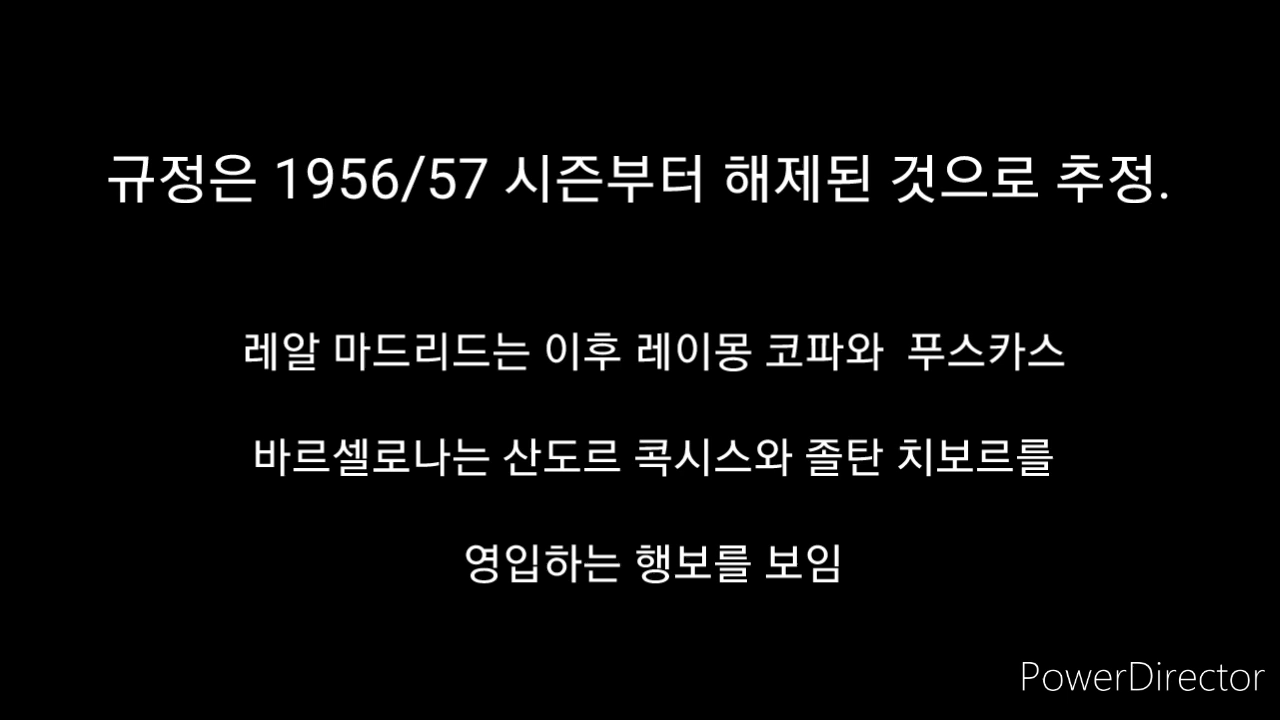 규정은 1956/57 시즌부터 해제된 것으로 추정.
레알 마드리드는 이후 레이몽 코파와 푸스카스
바르셀로나는 산도르 콕시스와 졸탄 치보르를
영입하는 행보를 보임
PowerDirector